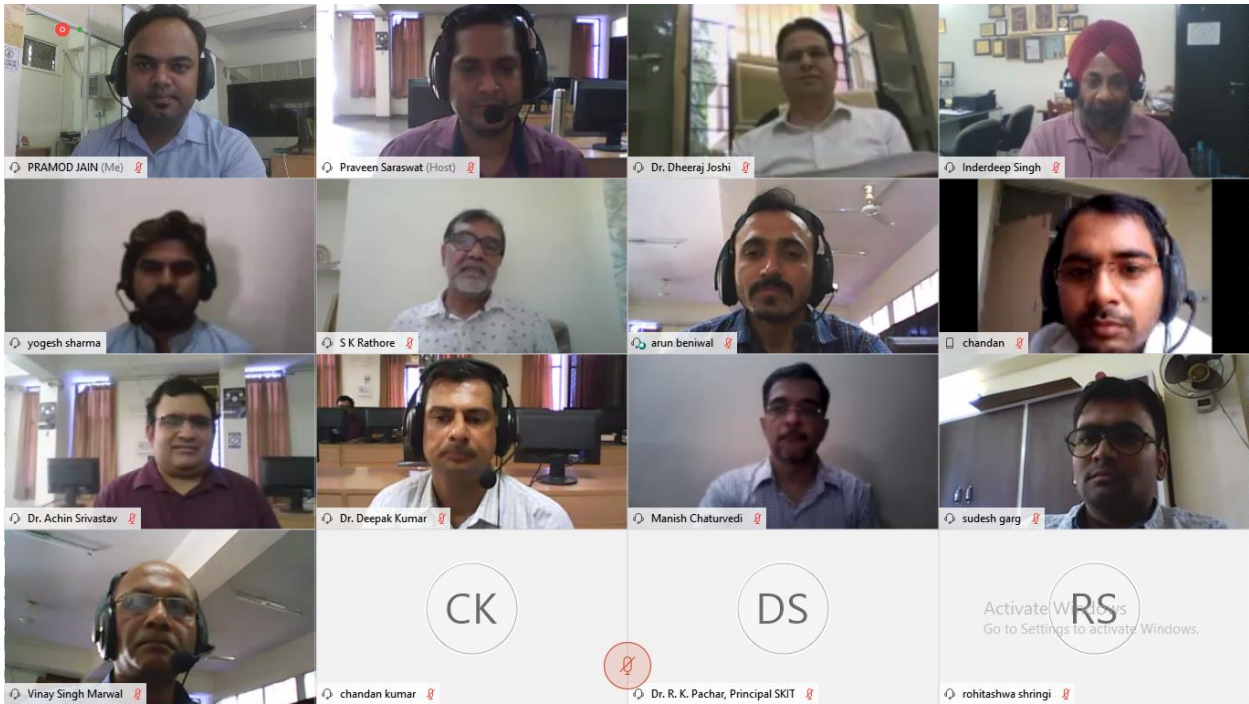 PRAMOD JAIN (Me)
Praveen Saraswat (Host)
Dr. Dheeraj Joshi
Inderdeep Singh
yogesh sharma
S K Rathore
arun beniwal
chandan
Dr. Achin Srivastav
Dr. Deepak Kumar
Manish Chaturvedi
sudesh garg
CK
DS
RS
Activate Windows
Go to Settings to activate Windows.
Vinay Singh Marwal
chandan kumar
Dr. R. K. Pachar, Principal SKIT
rohitashwa shringi